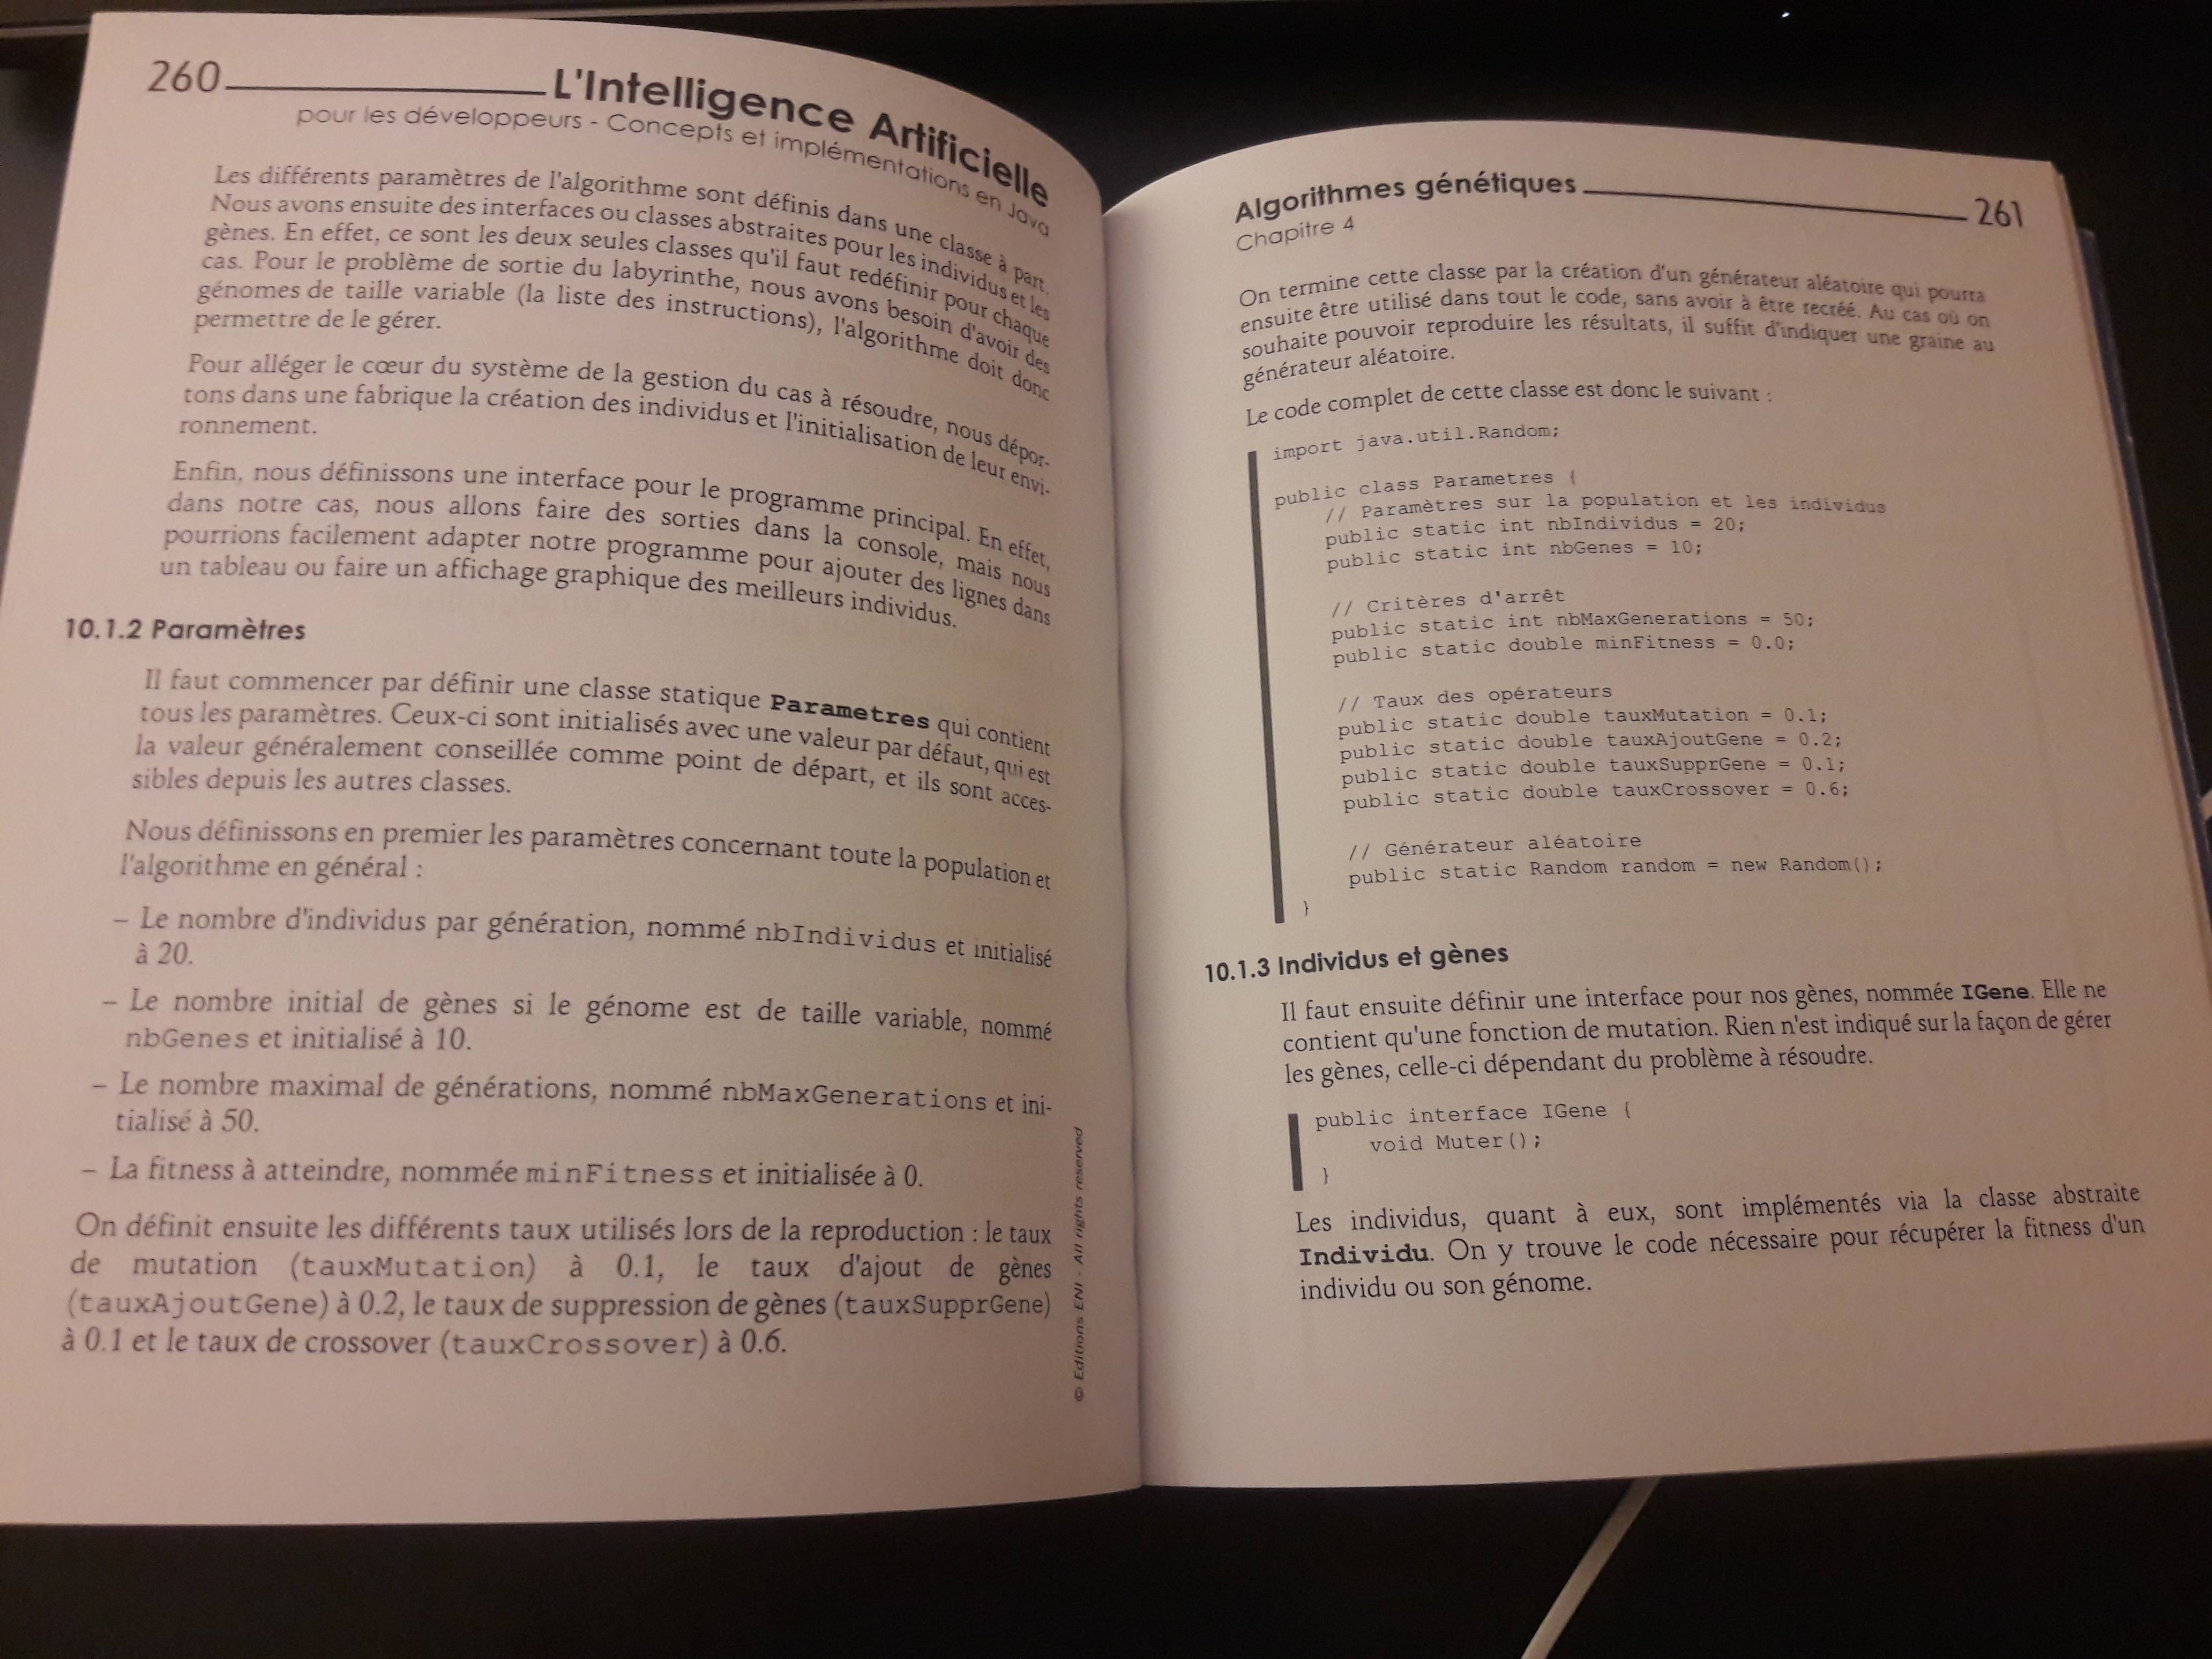 260
L'Intelligence Artificielle
pour les développeurs - Concepts et implémentations en Java
Les différents paramètres de l'algorithme sont définis dans une classe à part.
Nous avons ensuite des interfaces ou classes abstraites pour les individus et les
gènes. En effet, ce sont les deux seules classes qu'il faut redéfinir pour chaque
cas. Pour le problème de sortie du labyrinthe, nous avons besoin d'avoir des
génomes de taille variable (la liste des instructions), l'algorithme doit donc
permettre de le gérer.
Pour alléger le cœur du système de la gestion du cas à résoudre, nous dépor-
tons dans une fabrique la création des individus et l'initialisation de leur envi-
ronnement.
Enfin, nous définissons une interface pour le programme principal. En effet,
dans notre cas, nous allons faire des sorties dans la console, mais nous
pourrions facilement adapter notre programme pour ajouter des lignes dans
un tableau ou faire un affichage graphique des meilleurs individus.
10.1.2 Paramètres
Il faut commencer par définir une classe statique Parametres qui contient
tous les paramètres. Ceux-ci sont initialisés avec une valeur par défaut, qui est
la valeur généralement conseillée comme point de départ, et ils sont acces-
sibles depuis les autres classes.
Nous définissons en premier les paramètres concernant toute la population et
l'algorithme en général :
– Le nombre d'individus par génération, nommé nbIndividus et initialisé
à 20.
– Le nombre initial de gènes si le génome est de taille variable, nommé
nbGenes et initialisé à 10.
– Le nombre maximal de générations, nommé nbMaxGenerations et ini-
tialisé à 50.
– La fitness à atteindre, nommée minFitness et initialisée à 0.
On définit ensuite les différents taux utilisés lors de la reproduction : le taux
de mutation (tauxMutation) à 0.1, le taux d'ajout de gènes
(tauxAjoutGene) à 0.2, le taux de suppression de gènes (tauxSupprGene)
à 0.1 et le taux de crossover (tauxCrossover) à 0.6.
© Editions ENI - All rights reserved
Algorithmes génétiques
261
Chapitre 4
On termine cette classe par la création d'un générateur aléatoire qui pourra
ensuite être utilisé dans tout le code, sans avoir à être recréé. Au cas où on
souhaite pouvoir reproduire les résultats, il suffit d'indiquer une graine au
générateur aléatoire.
Le code complet de cette classe est donc le suivant :
import java.util.Random;
public class Parametres {
// Paramètres sur la population et les individus
public static int nbIndividus = 20;
public static int nbGenes = 10;
// Critères d'arrêt
public static int nbMaxGenerations = 50;
public static double minFitness = 0.0;
// Taux des opérateurs
public static double tauxMutation = 0.1;
public static double tauxAjoutGene = 0.2;
public static double tauxSupprGene = 0.1;
public static double tauxCrossover = 0.6;
// Générateur aléatoire
public static Random random = new Random();
}
10.1.3 Individus et gènes
Il faut ensuite définir une interface pour nos gènes, nommée IGene. Elle ne
contient qu'une fonction de mutation. Rien n'est indiqué sur la façon de gérer
les gènes, celle-ci dépendant du problème à résoudre.
public interface IGene {
void Muter();
}
Les individus, quant à eux, sont implémentés via la classe abstraite
Individu. On y trouve le code nécessaire pour récupérer la fitness d'un
individu ou son génome.